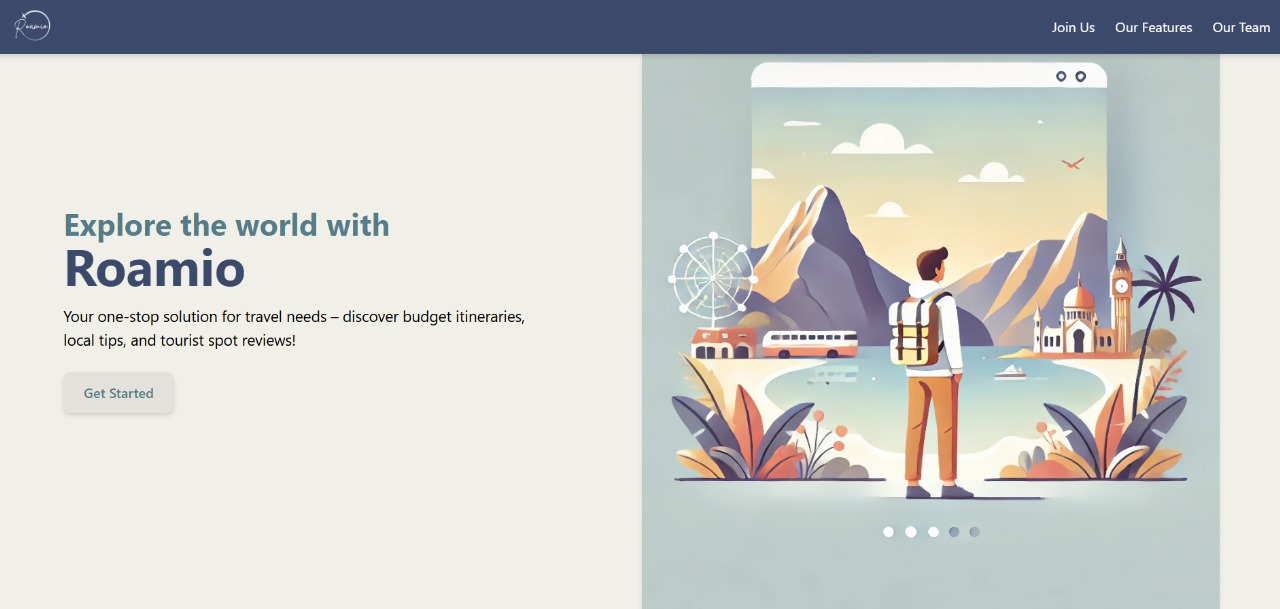 Roamio
Join Us
Our Features
Our Team
Explore the world with
Roamio
Your one-stop solution for travel needs – discover budget itineraries,
local tips, and tourist spot reviews!
Get Started